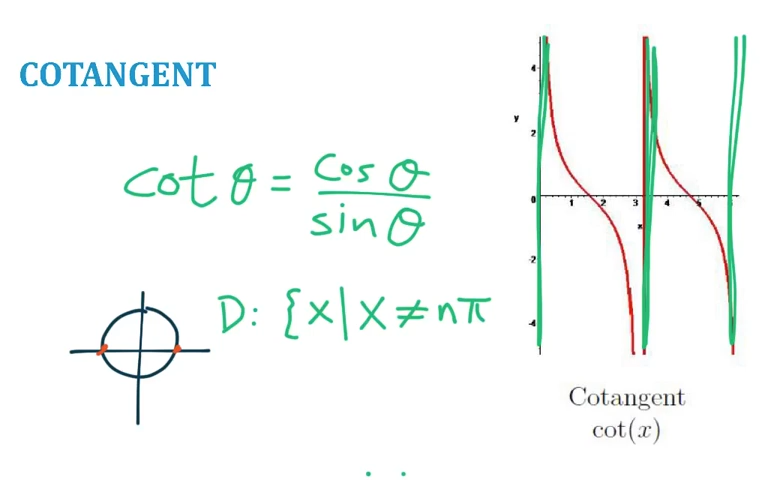 COTANGENT
cot θ = cos θ / sin θ
D: {x | x ≠ nπ
y
4
2
0
-2
-4
1 2 3 4 5
x
Cotangent
cot(x)